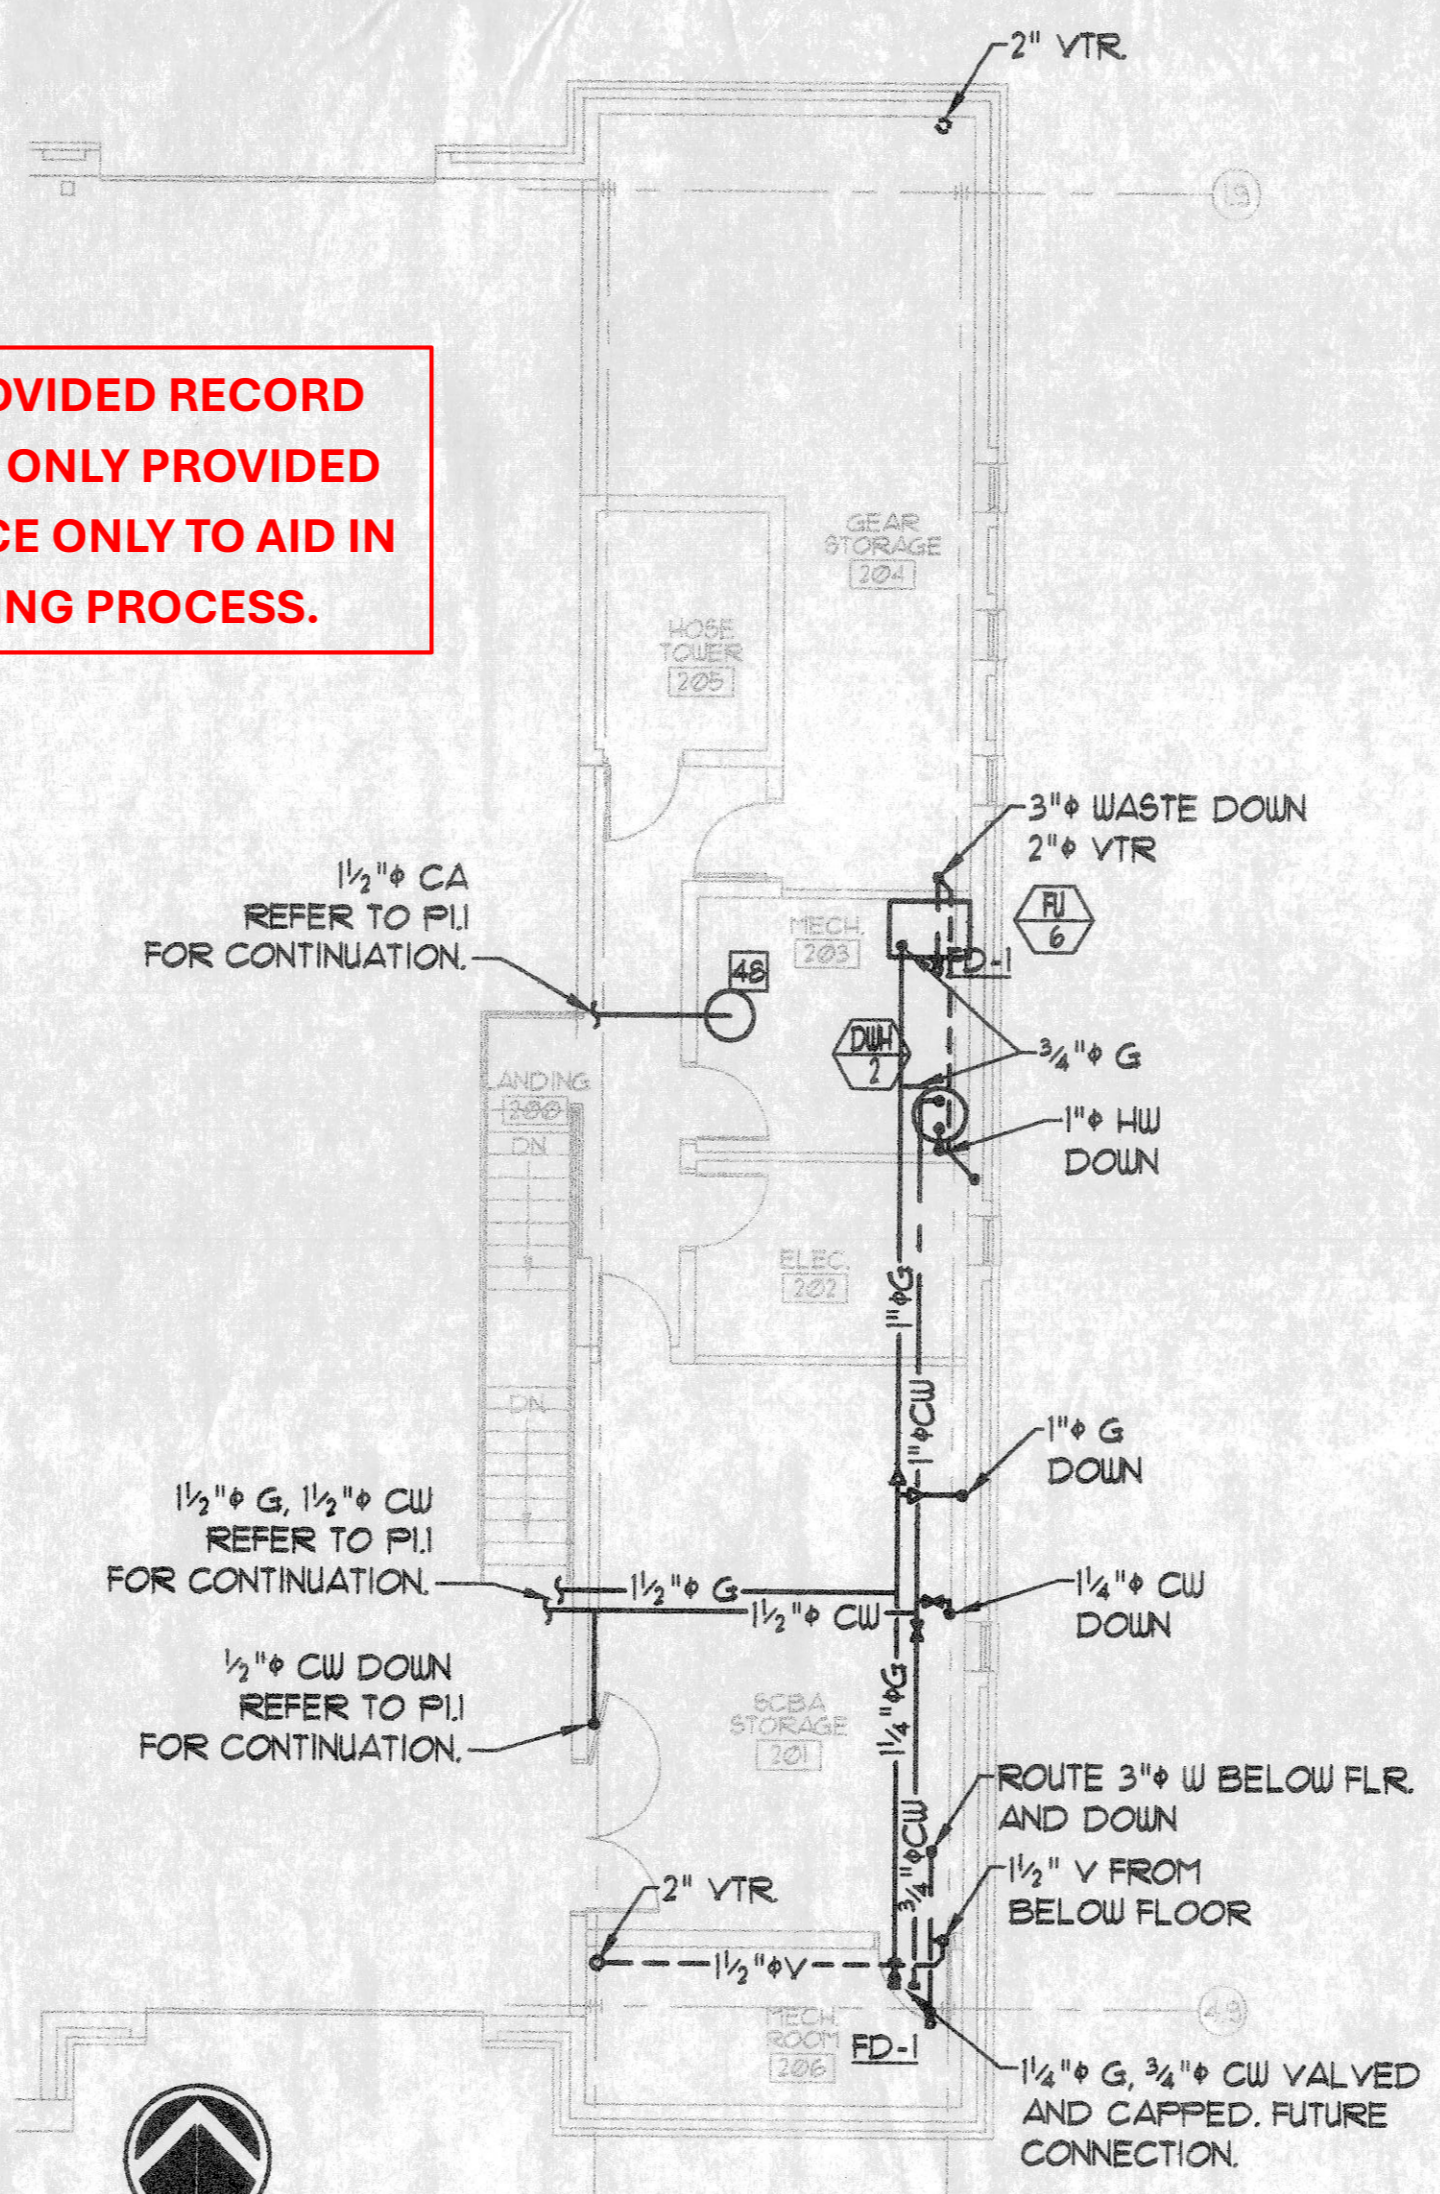 2" VTR.
19
OVIDED RECORD
ONLY PROVIDED
CE ONLY TO AID IN
ING PROCESS.
GEAR
STORAGE
204
HOSE
TOWER
205
3"ϕ WASTE DOWN
2"ϕ VTR
1½"ϕ CA
REFER TO P1.1
FOR CONTINUATION.
MECH.
203
FU
6
FD-1
48
DWH
2
¾"ϕ G
LANDING
200
DN
1"ϕ HW
DOWN
ELEC.
202
1"ϕG
1"ϕCW
DN
1"ϕ G
DOWN
1½"ϕ G, 1½"ϕ CW
REFER TO P1.1
FOR CONTINUATION.
1½"ϕ G
1½"ϕ CW
1¼"ϕ CW
DOWN
½"ϕ CW DOWN
REFER TO P1.1
FOR CONTINUATION.
1¼"ϕG
SCBA
STORAGE
201
¾"ϕCW
ROUTE 3"ϕ W BELOW FLR.
AND DOWN
1½" V FROM
BELOW FLOOR
2" VTR.
1½"ϕV
MECH.
ROOM
206
FD-1
4.9
1¼"ϕ G, ¾"ϕ CW VALVED
AND CAPPED. FUTURE
CONNECTION.